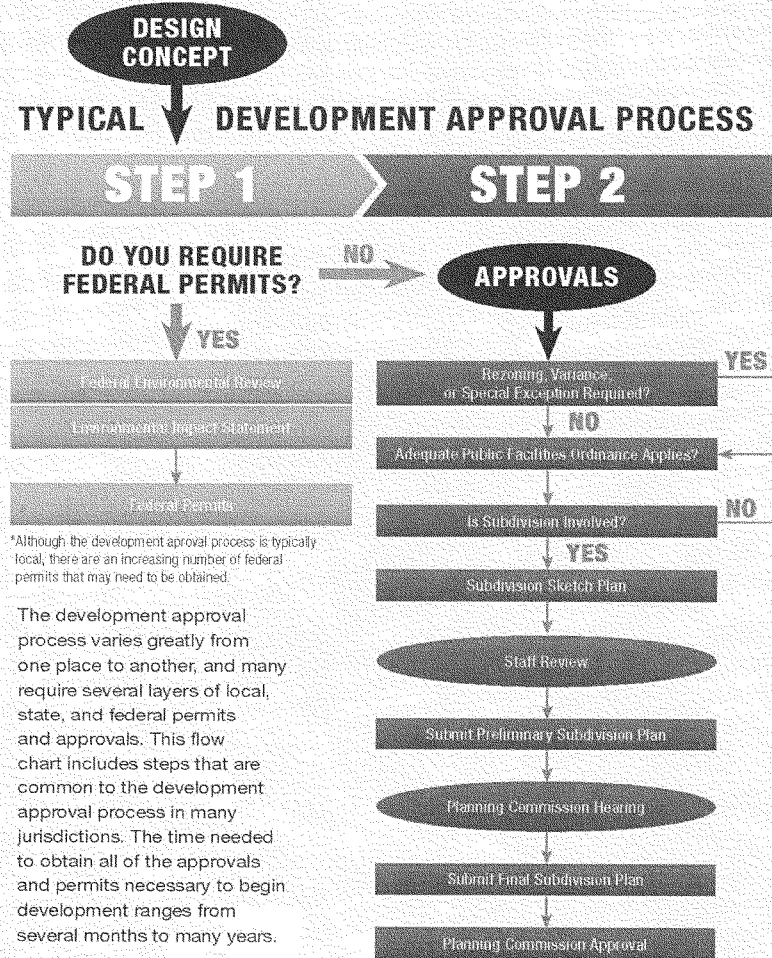 DESIGN
CONCEPT
TYPICAL DEVELOPMENT APPROVAL PROCESS
STEP 1
STEP 2
DO YOU REQUIRE
FEDERAL PERMITS?
NO
YES
Federal Environmental Review
Environmental Impact Statement
Federal Permits
*Although the development aproval process is typically
local, there are an increasing number of federal
permits that may need to be obtained.
The development approval
process varies greatly from
one place to another, and many
require several layers of local,
state, and federal permits
and approvals. This flow
chart includes steps that are
common to the development
approval process in many
jurisdictions. The time needed
to obtain all of the approvals
and permits necessary to begin
development ranges from
several months to many years.
APPROVALS
Rezoning, Variance,
or Special Exception Required?
YES
NO
Adequate Public Facilities Ordinance Applies?
Is Subdivision Involved?
NO
YES
Subdivision Sketch Plan
Staff Review
Submit Preliminary Subdivision Plan
Planning Commission Hearing
Submit Final Subdivision Plan
Planning Commission Approval